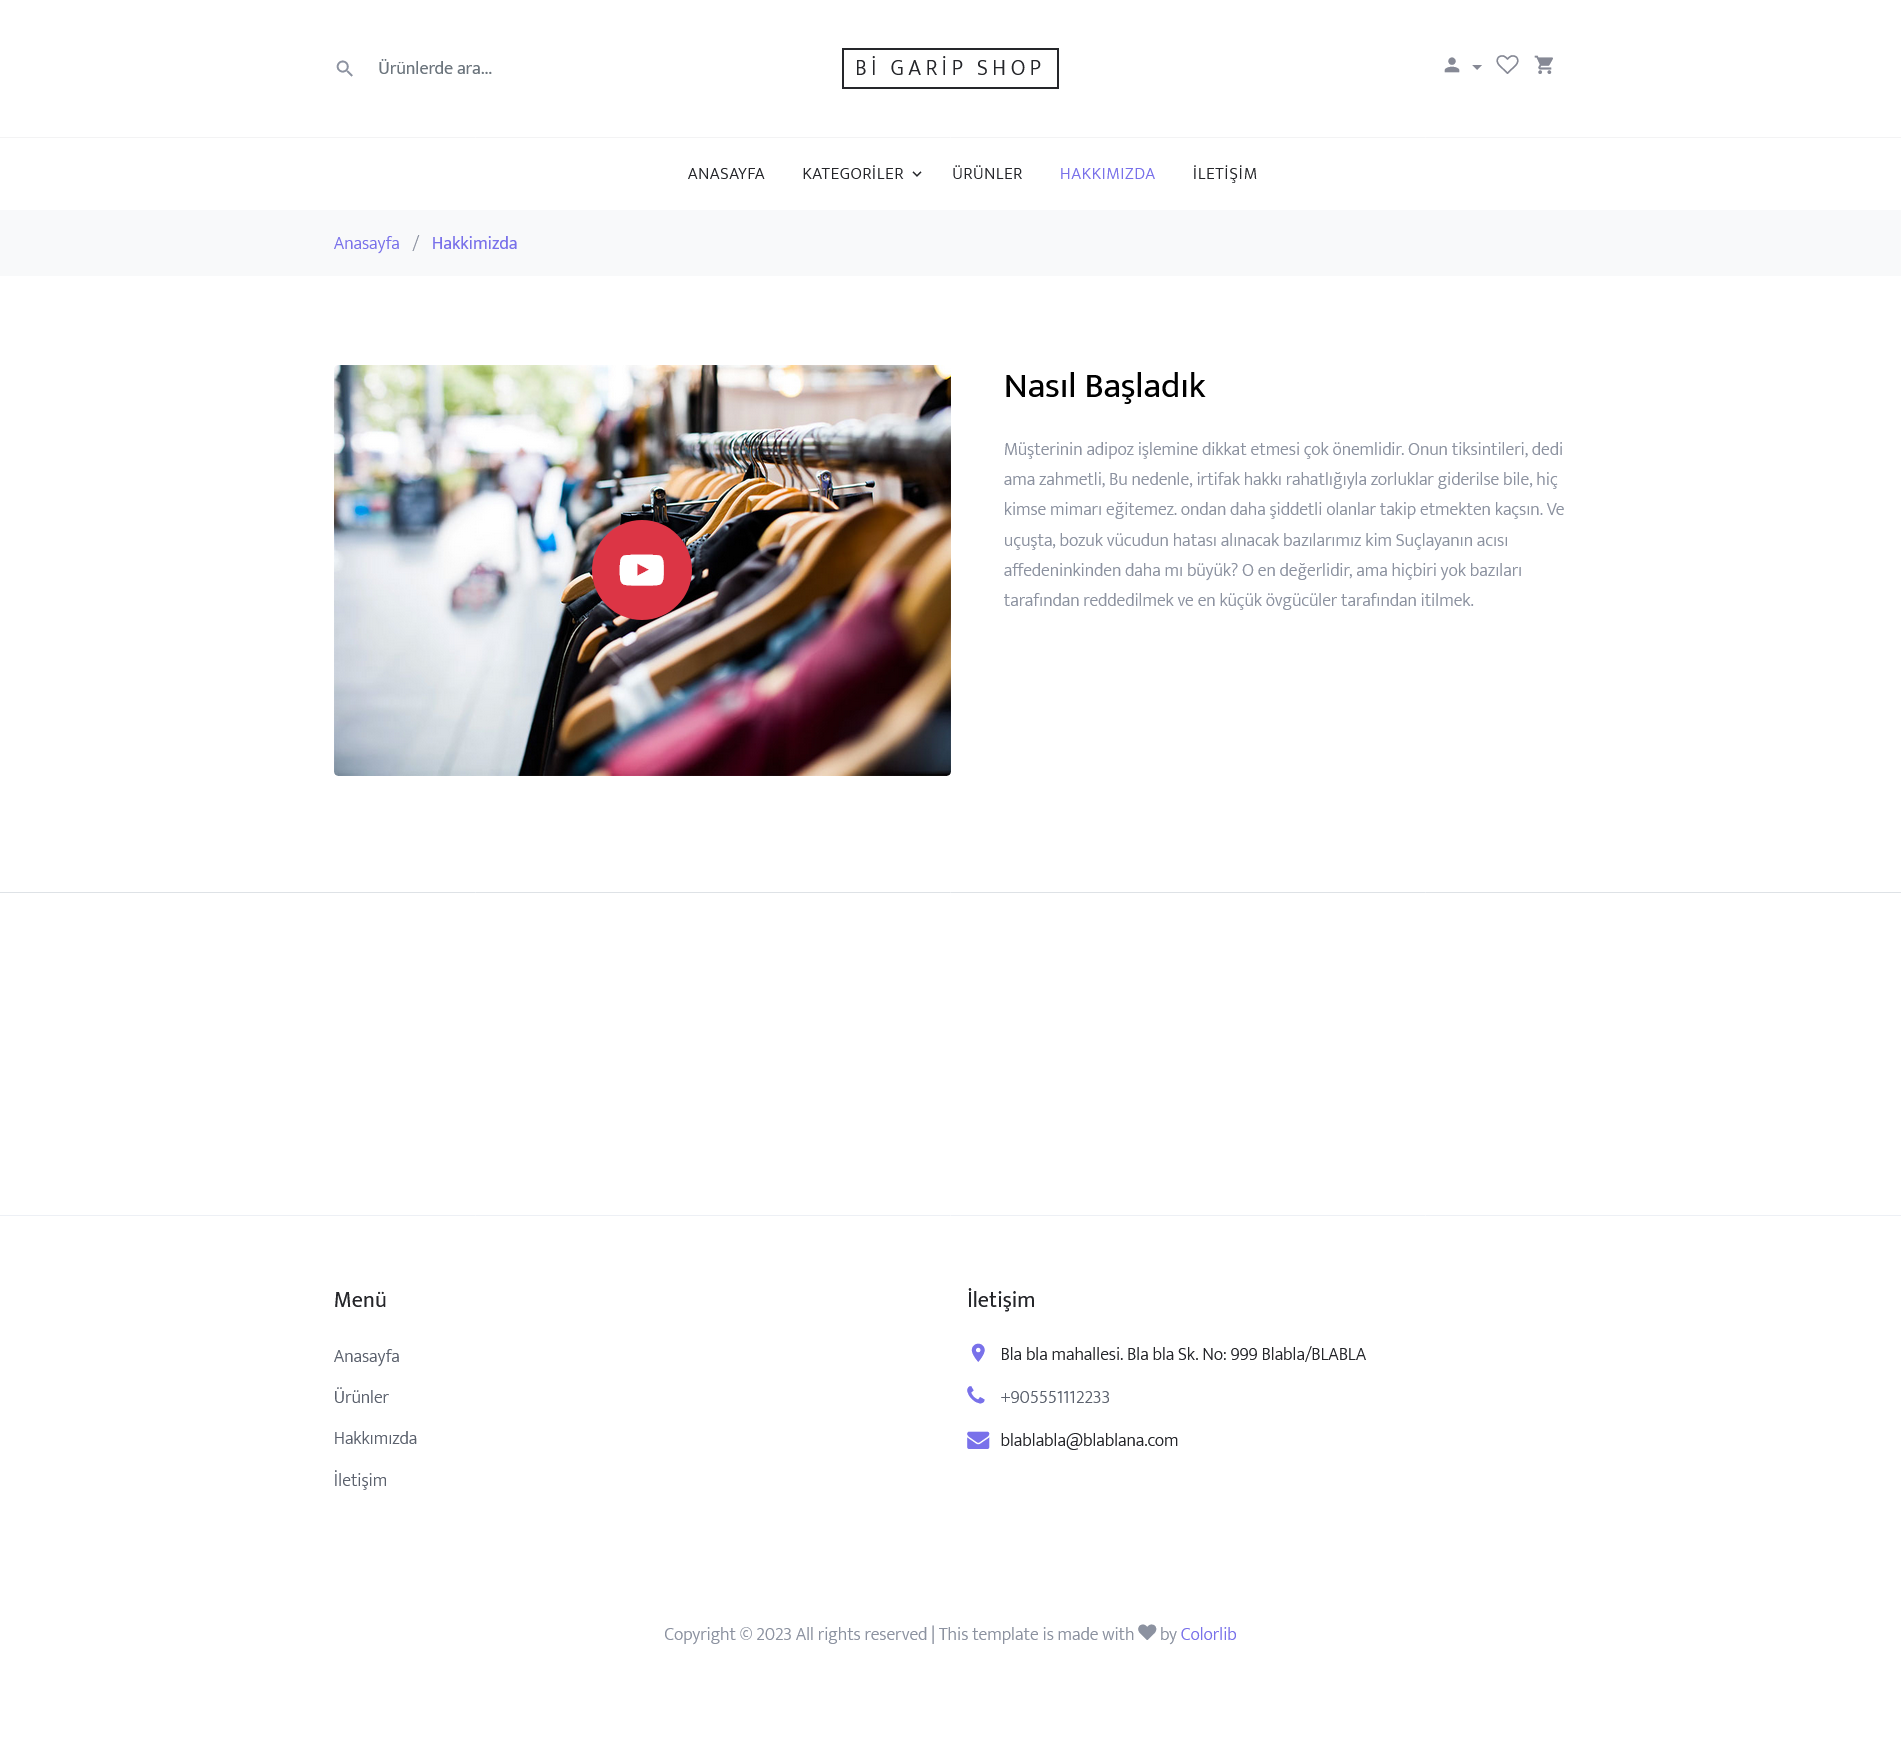 Ürünlerde ara...
Bİ GARİP SHOP
ANASAYFA KATEGORİLER ÜRÜNLER HAKKIMIZDA İLETİŞİM
Anasayfa / Hakkimizda
Nasıl Başladık
Müşterinin adipoz işlemine dikkat etmesi çok önemlidir. Onun tiksintileri, dedi
ama zahmetli, Bu nedenle, irtifak hakkı rahatlığıyla zorluklar giderilse bile, hiç
kimse mimarı eğitemez. ondan daha şiddetli olanlar takip etmekten kaçsın. Ve
uçuşta, bozuk vücudun hatası alınacak bazılarımız kim Suçlayanın acısı
affedeninkinden daha mı büyük? O en değerlidir, ama hiçbiri yok bazıları
tarafından reddedilmek ve en küçük övgücüler tarafından itilmek.
Menü
Anasayfa
Ürünler
Hakkımızda
İletişim
İletişim
Bla bla mahallesi. Bla bla Sk. No: 999 Blabla/BLABLA
+905551112233
blablabla@blablana.com
Copyright © 2023 All rights reserved | This template is made with by Colorlib